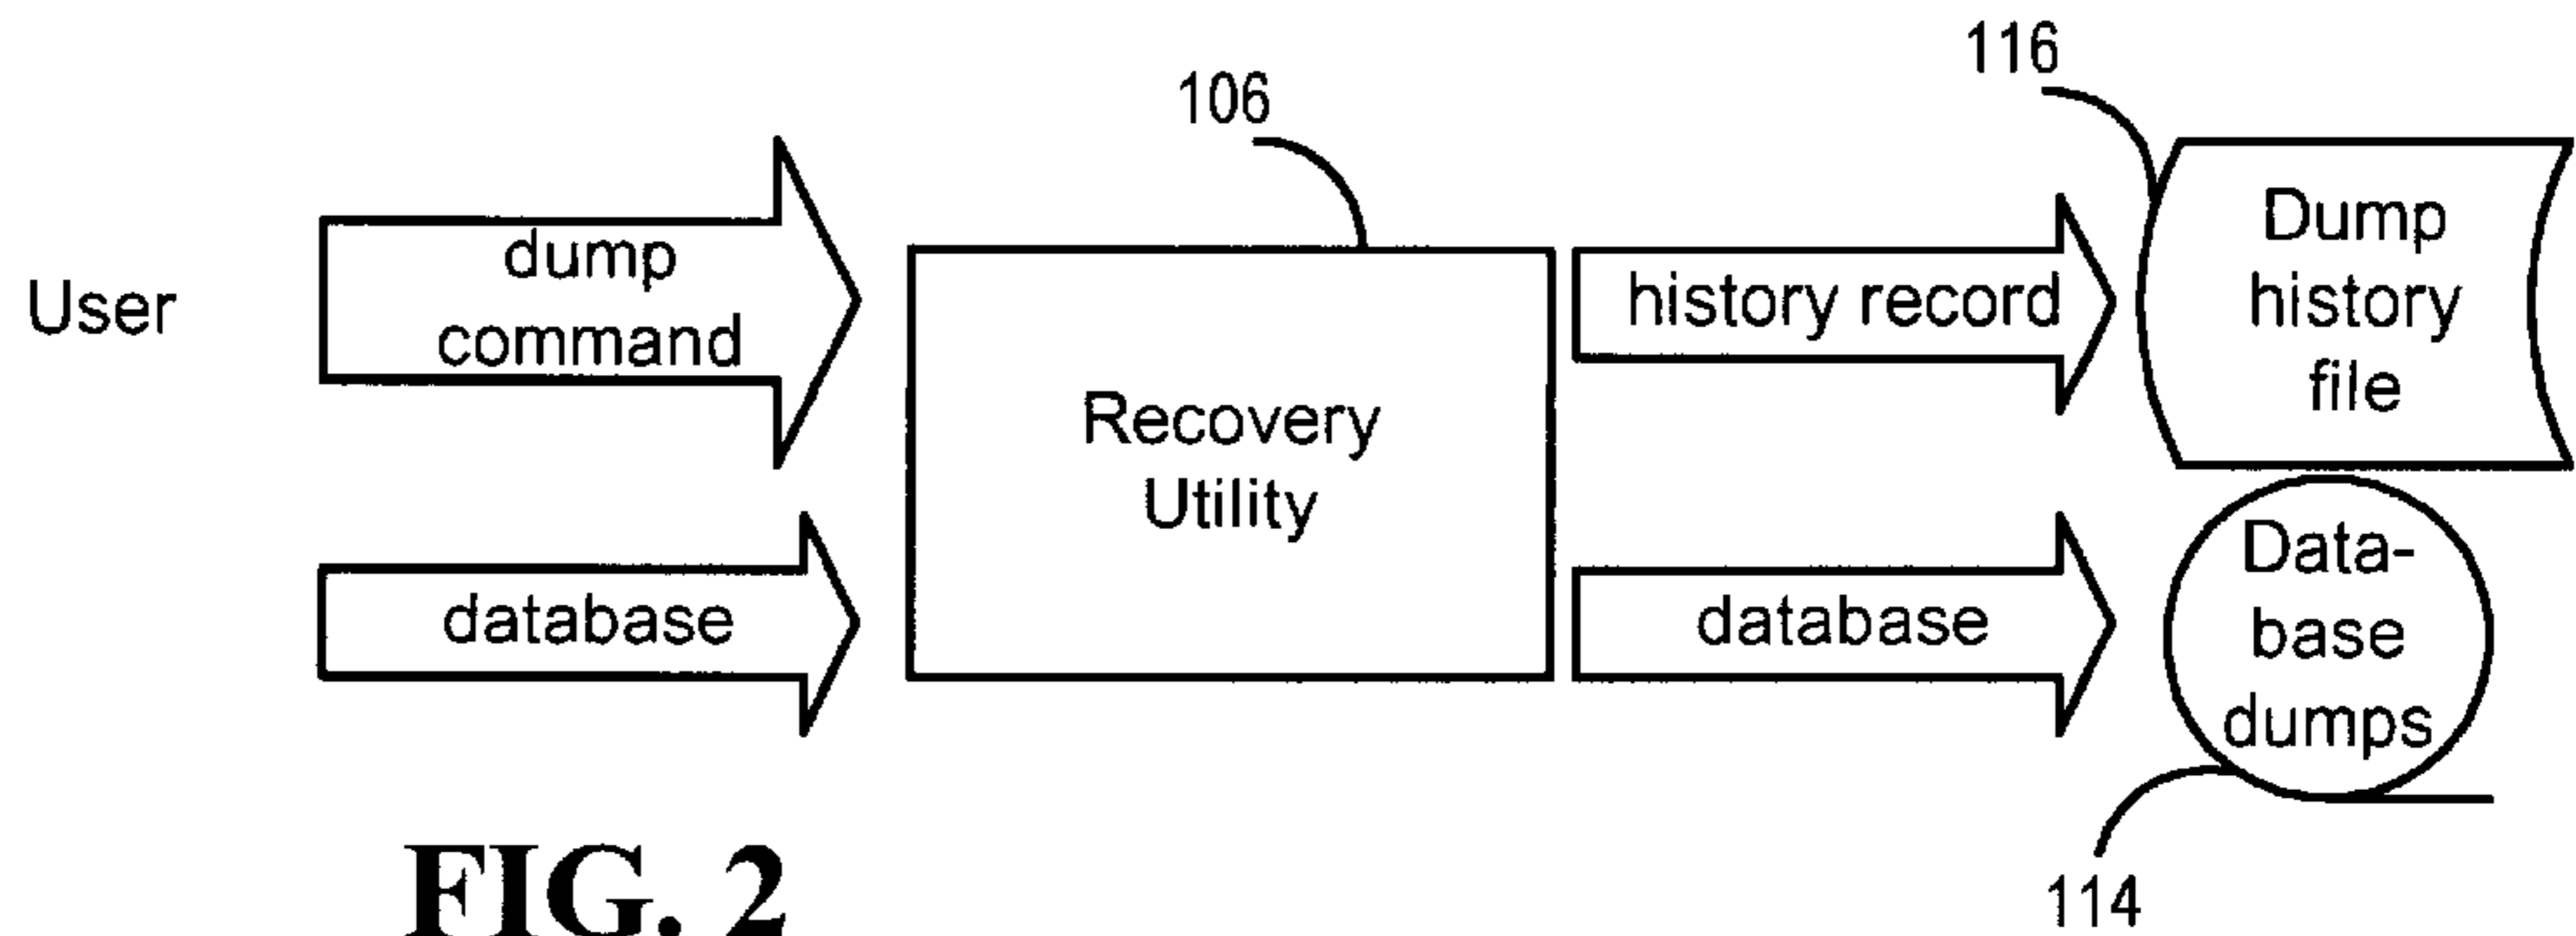 116
106
User
dump
command
history record
Dump
history
file
Recovery
Utility
database
database
Data-
base
dumps
114
FIG. 2